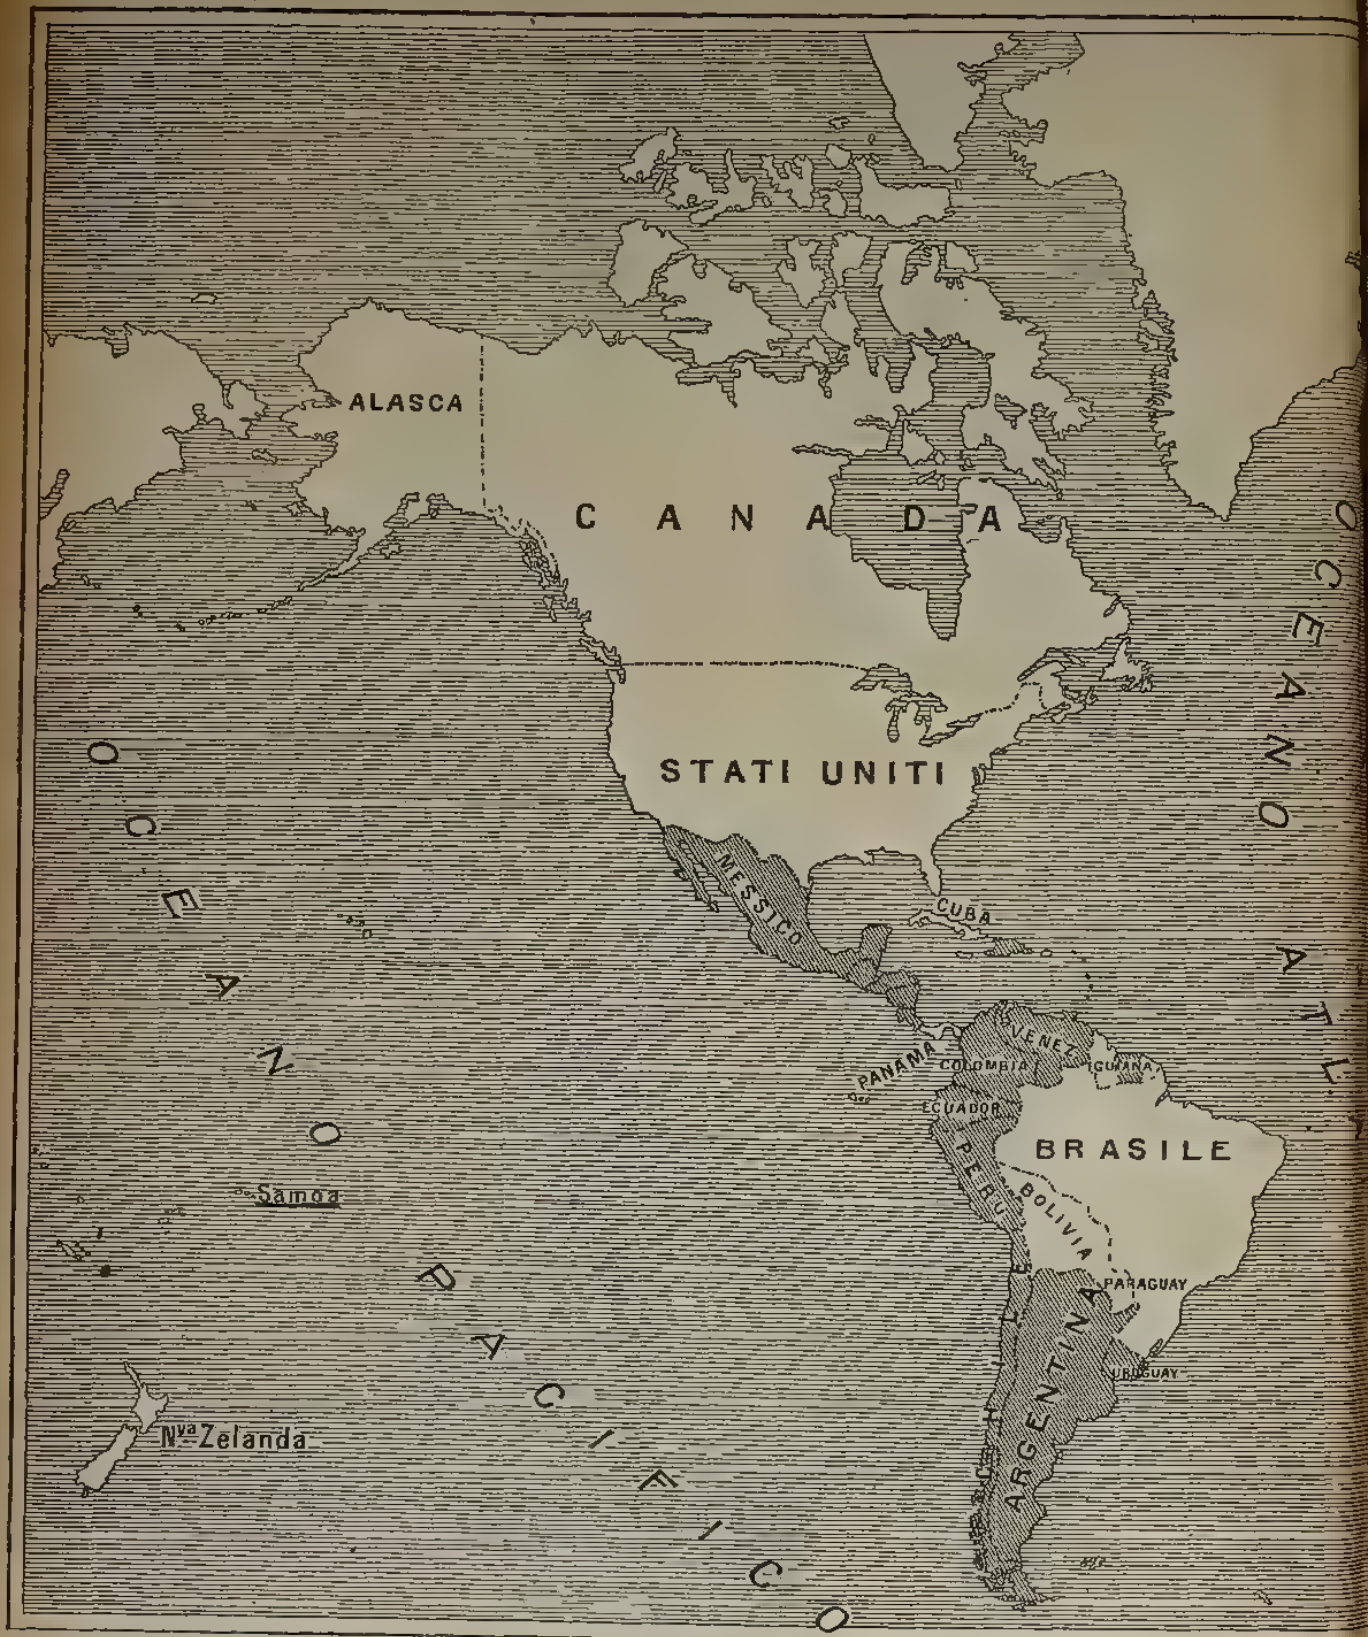 ALASCA
CANADA
STATI UNITI
MESSICO
CUBA
PANAMA
VENEZ.
COLOMBIA
GUIANA
ECUADOR
PERU
BRASILE
BOLIVIA
PARAGUAY
CHILE
ARGENTINA
URUGUAY
OCEANO PACIFICO
Samoa
Nva Zelanda
OCEANO ATL